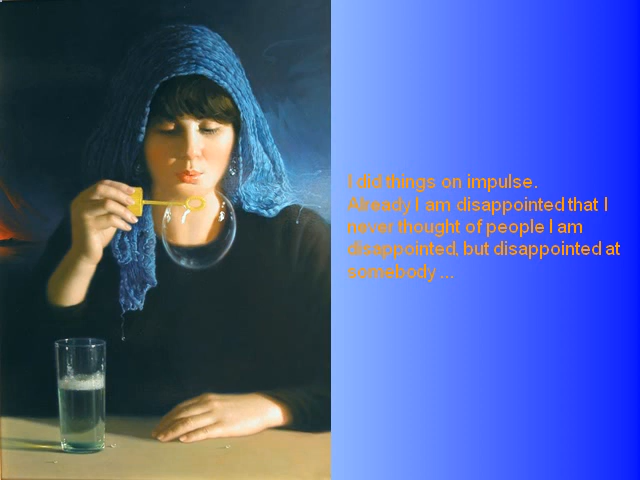 I did things on impulse.
Already I am disappointed that I
never thought of people I am
disappointed, but disappointed at
somebody ...